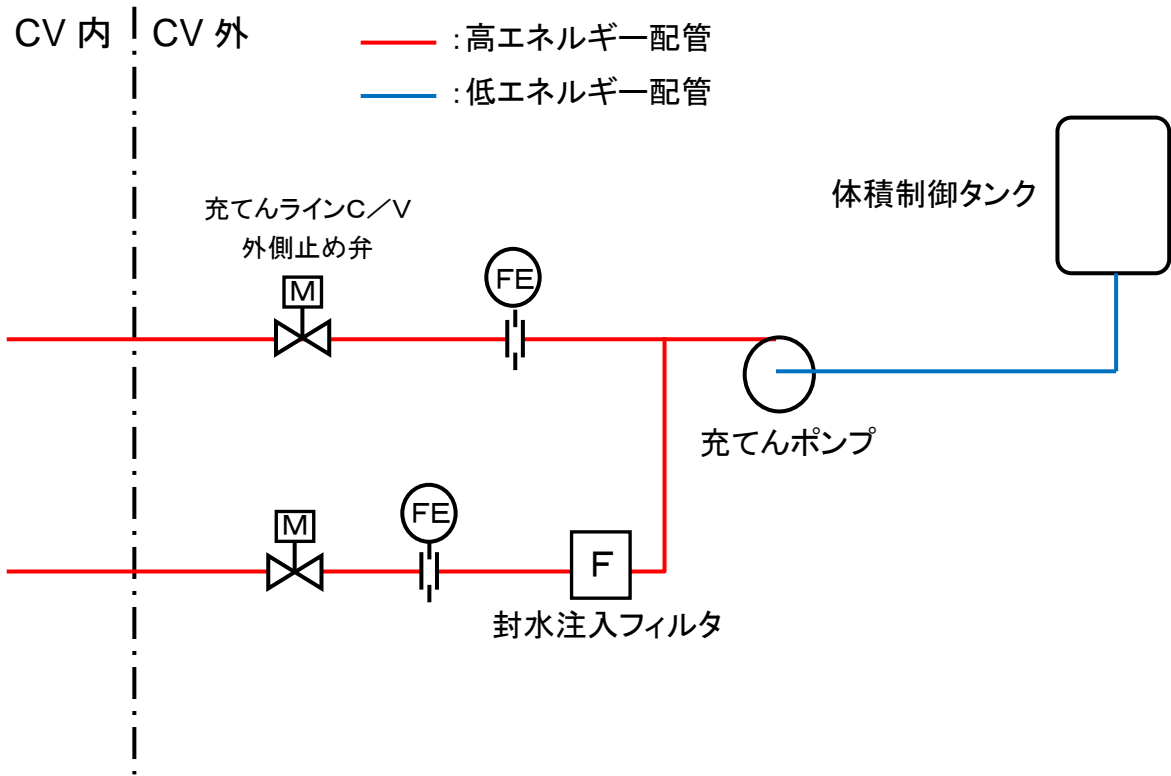 CV 内
CV 外
：高エネルギー配管
：低エネルギー配管
体積制御タンク
充てんラインC／V
外側止め弁
M
FE
充てんポンプ
M
FE
F
封水注入フィルタ